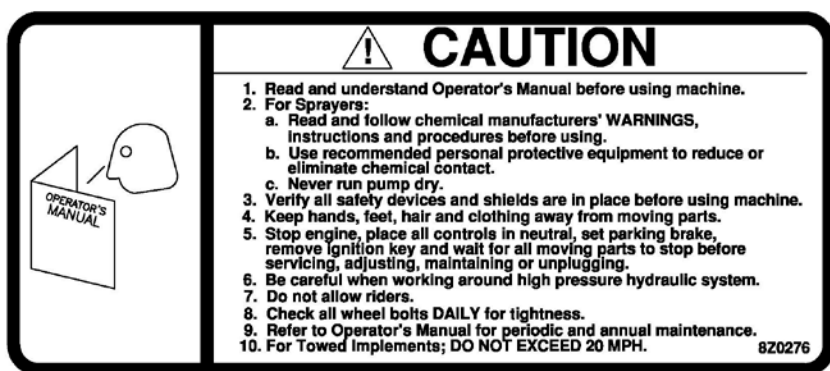 CAUTION
1. Read and understand Operator's Manual before using machine.
2. For Sprayers:
a. Read and follow chemical manufacturers' WARNINGS,
instructions and procedures before using.
b. Use recommended personal protective equipment to reduce or
eliminate chemical contact.
c. Never run pump dry.
3. Verify all safety devices and shields are in place before using machine.
4. Keep hands, feet, hair and clothing away from moving parts.
5. Stop engine, place all controls in neutral, set parking brake,
remove ignition key and wait for all moving parts to stop before
servicing, adjusting, maintaining or unplugging.
6. Be careful when working around high pressure hydraulic system.
7. Do not allow riders.
8. Check all wheel bolts DAILY for tightness.
9. Refer to Operator's Manual for periodic and annual maintenance.
10. For Towed Implements; DO NOT EXCEED 20 MPH.
8Z0276
OPERATOR'S
MANUAL